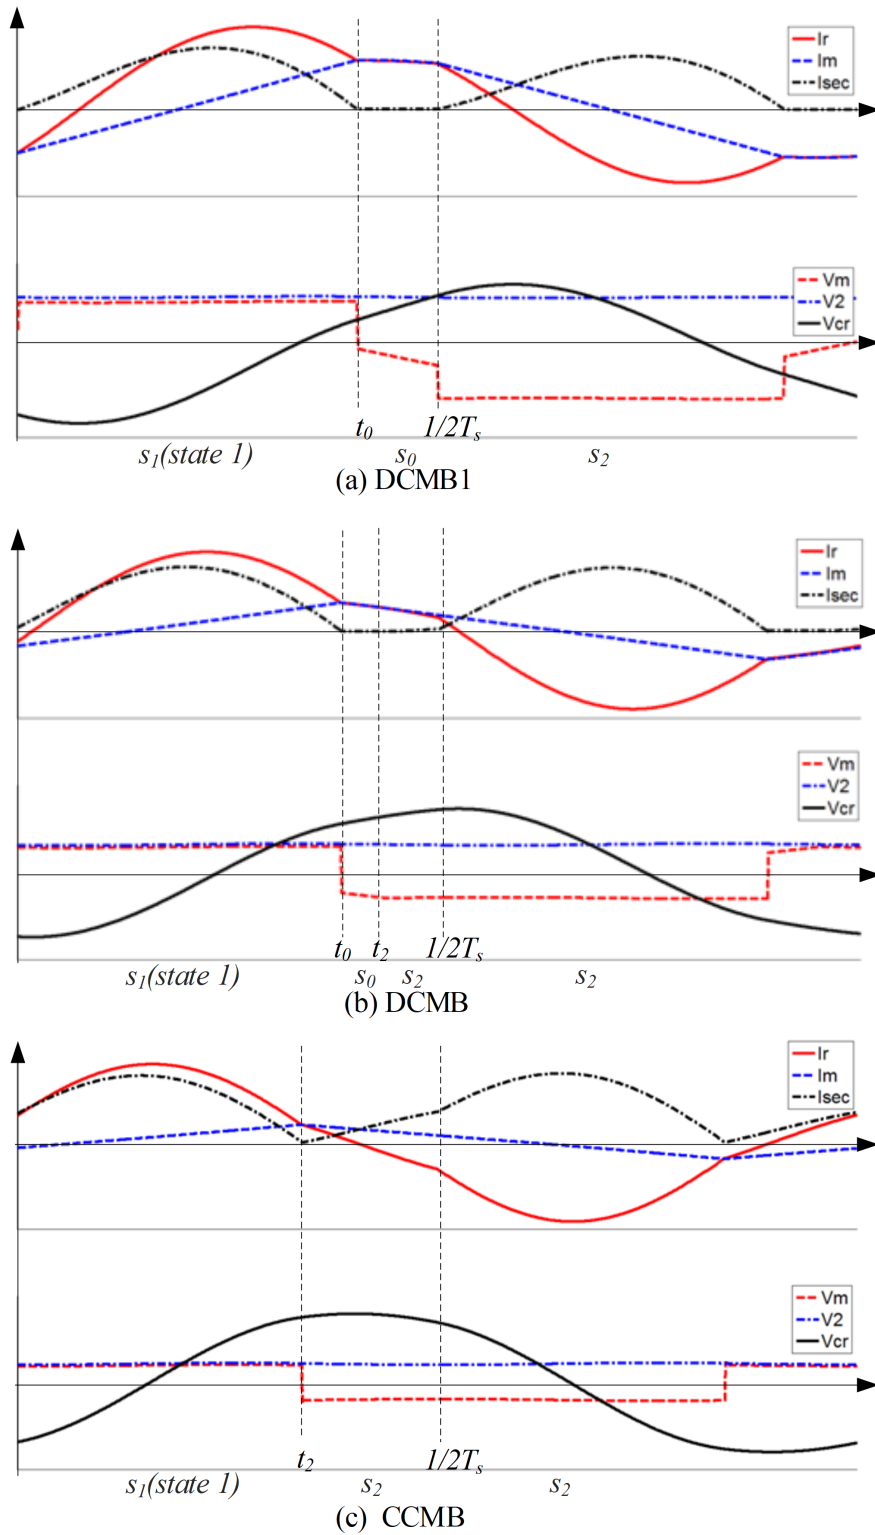 Ir
Im
Isec
Vm
V2
Vcr
t0 1/2Ts
s1(state 1) s0 s2
(a) DCMB1
Ir
Im
Isec
Vm
V2
Vcr
t0 t2 1/2Ts
s1(state 1) s0 s2 s2
(b) DCMB
Ir
Im
Isec
Vm
V2
Vcr
t2 1/2Ts
s1(state 1) s2 s2
(c) CCMB